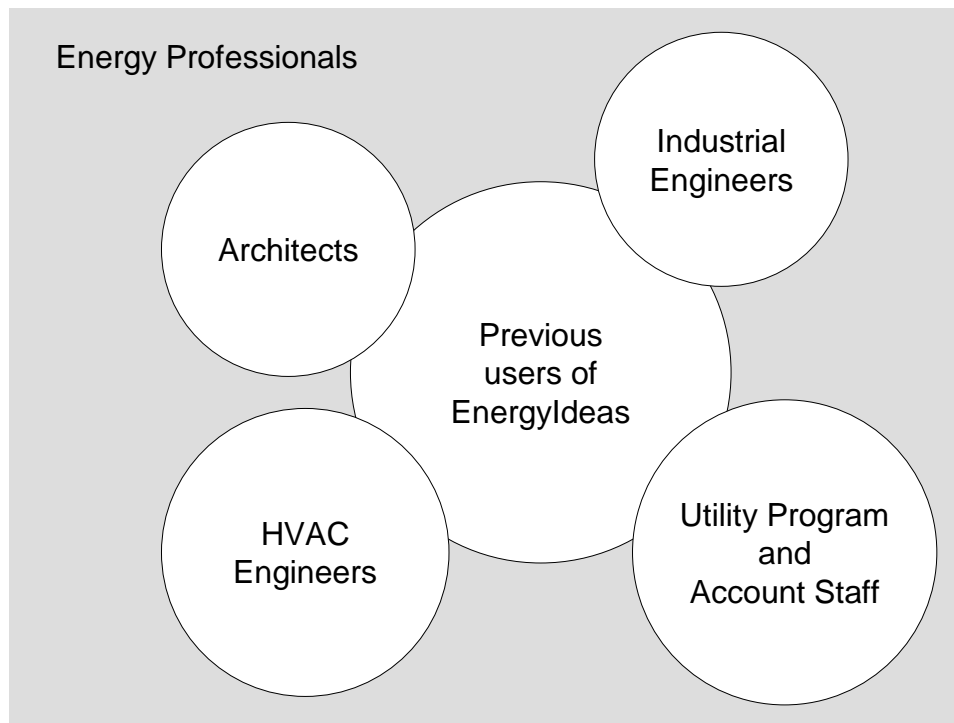 Energy Professionals
Industrial
Engineers
Architects
Previous
users of
EnergyIdeas
HVAC
Engineers
Utility Program
and
Account Staff